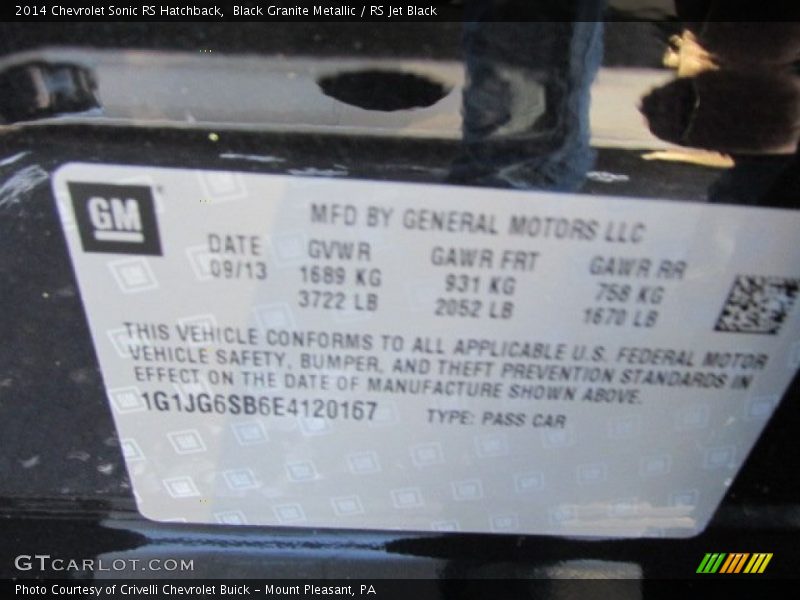 2014 Chevrolet Sonic RS Hatchback,  Black Granite Metallic / RS Jet Black
GM
MFD BY GENERAL MOTORS LLC
DATE GVWR GAWR FRT GAWR RR
09/13 1689 KG 931 KG 758 KG
3722 LB 2052 LB 1670 LB
THIS VEHICLE CONFORMS TO ALL APPLICABLE U.S. FEDERAL MOTOR
VEHICLE SAFETY, BUMPER, AND THEFT PREVENTION STANDARDS IN
EFFECT ON THE DATE OF MANUFACTURE SHOWN ABOVE.
1G1JG6SB6E4120167 TYPE: PASS CAR
GTCARLOT.COM
Photo Courtesy of Crivelli Chevrolet Buick - Mount Pleasant, PA